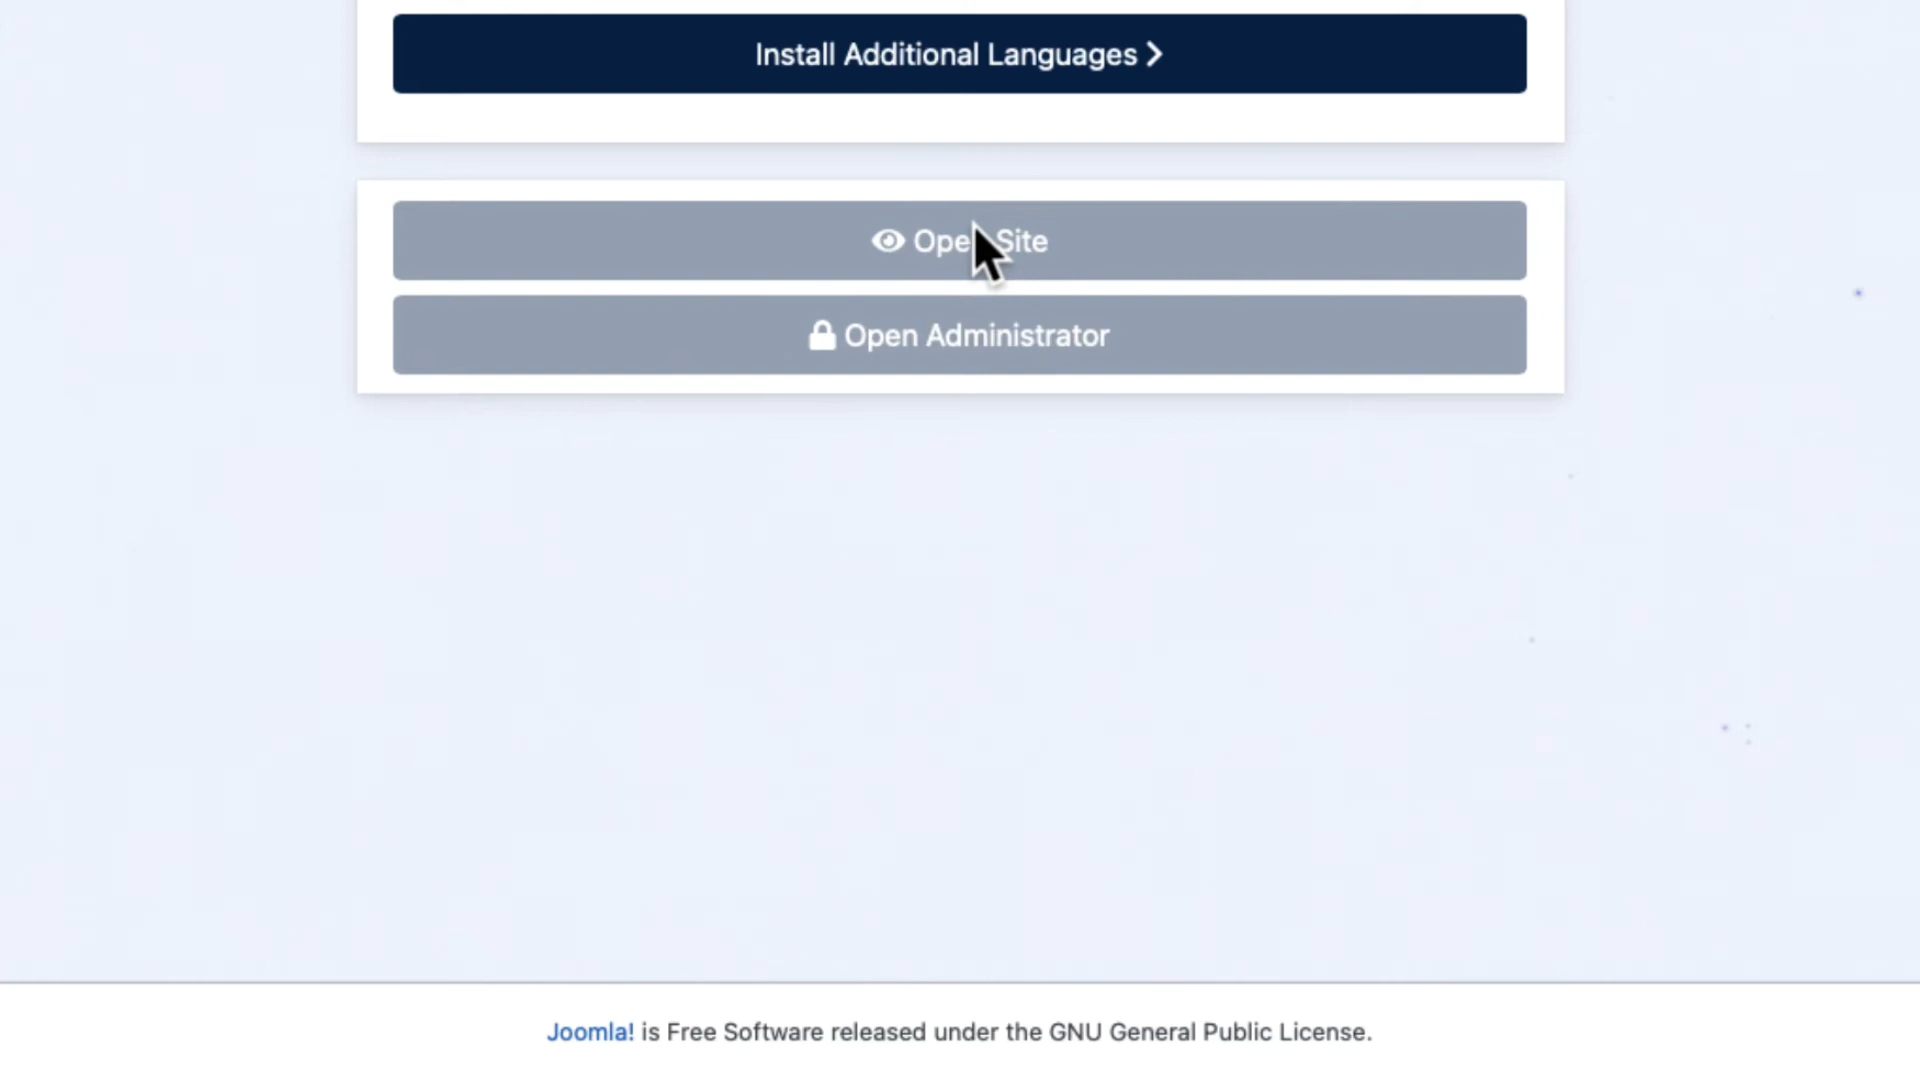 Install Additional Languages
Open Site
Open Administrator
Joomla! is Free Software released under the GNU General Public License.